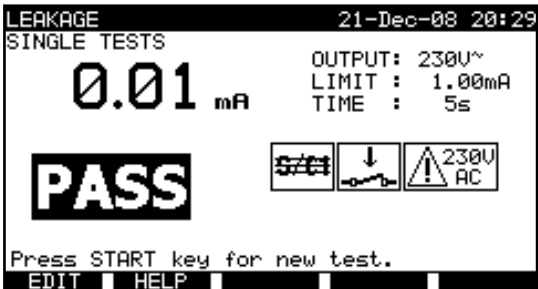 LEAKAGE 21-Dec-08 20:29
SINGLE TESTS
0.01 mA
OUTPUT: 230V~
LIMIT : 1.00mA
TIME : 5s
PASS
S/C1
230V
AC
Press START key for new test.
EDIT HELP